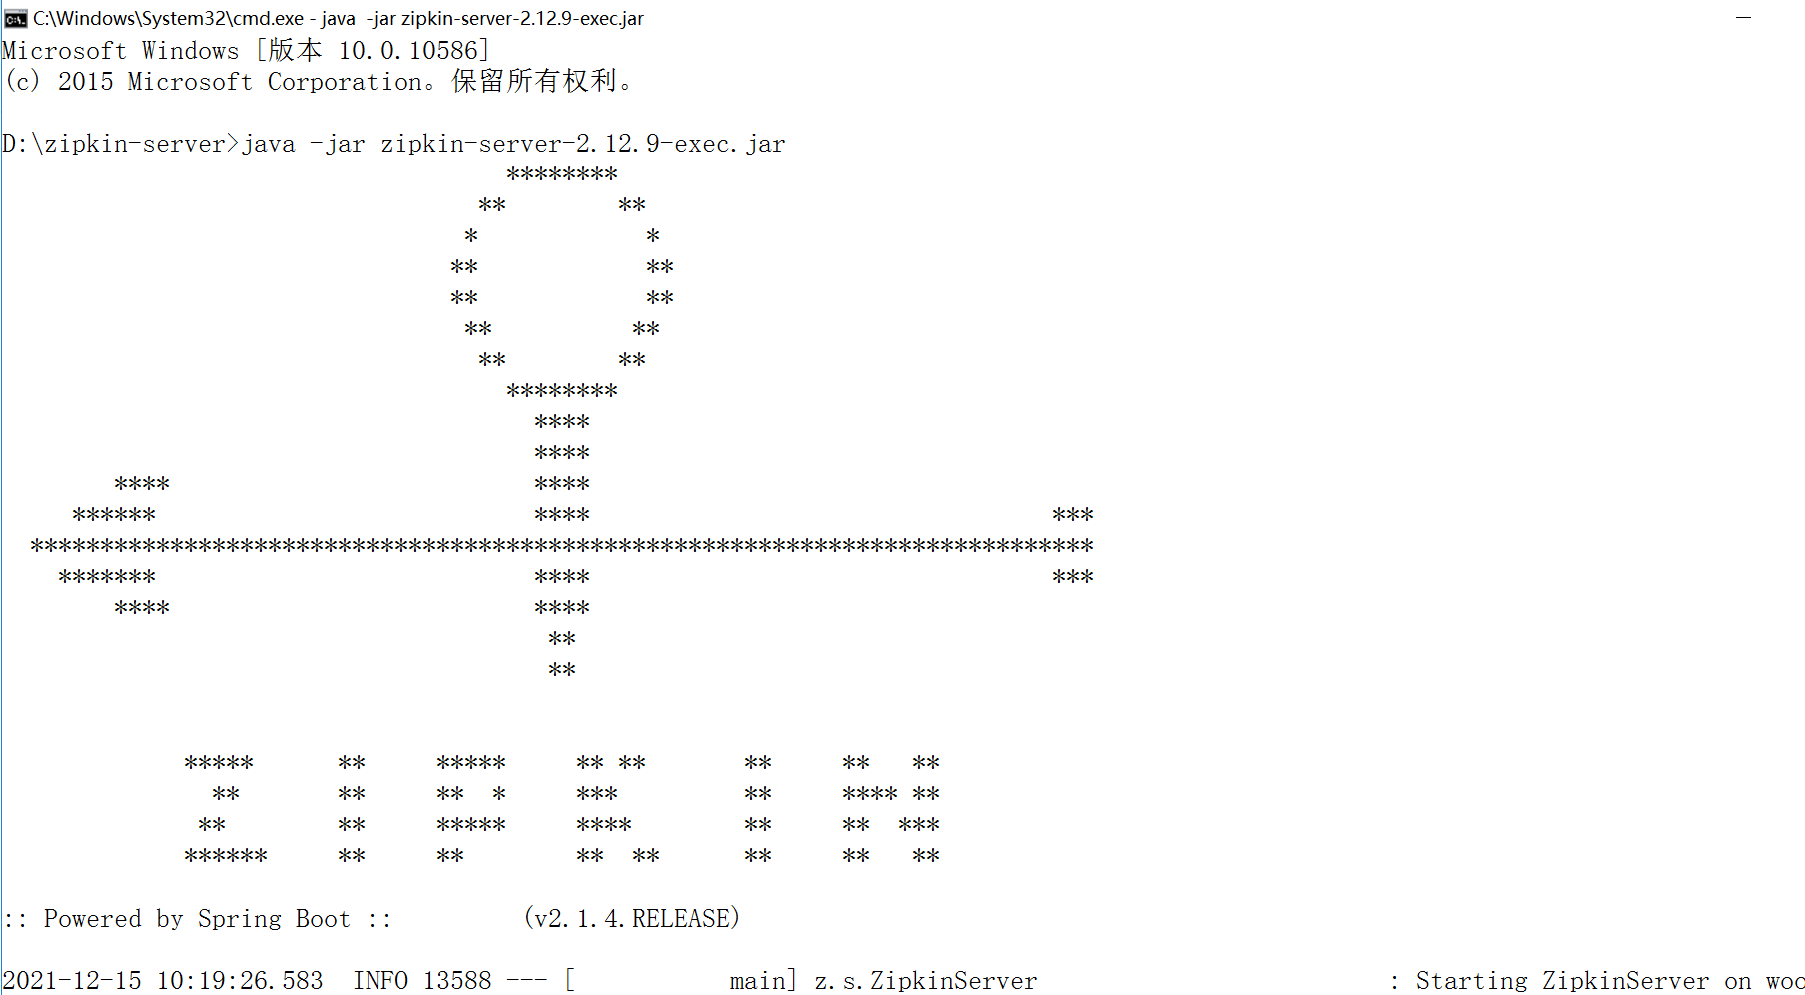 C:\Windows\System32\cmd.exe - java  -jar zipkin-server-2.12.9-exec.jar
Microsoft Windows [版本 10.0.10586]
(c) 2015 Microsoft Corporation。保留所有权利。
D:\zipkin-server>java -jar zipkin-server-2.12.9-exec.jar
ZIPKIN
:: Powered by Spring Boot ::         (v2.1.4.RELEASE)
2021-12-15 10:19:26.583  INFO 13588 --- [           main] z.s.ZipkinServer                         : Starting ZipkinServer on